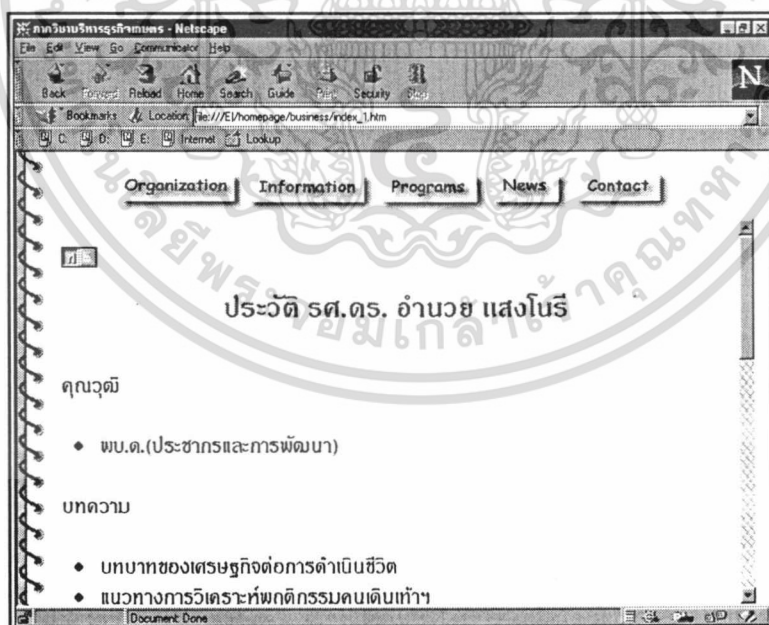 ภาควิชาบริหารธุรกิจเกษตร - Netscape
File Edit View Go Communicator Help
Back Forward Reload Home Search Guide Print Security Stop
N
Bookmarks Location: file:///E|/homepage/business/index_1.htm
C: D: E: Internet Lookup
Organization Information Programs News Contact
ประวัติ รศ.ดร. อำนวย แสงโนรี
คุณวุฒิ
• พบ.ด.(ประชากรและการพัฒนา)
บทความ
• บทบาทของเศรษฐกิจต่อการดำเนินชีวิต
• แนวทางการวิเคราะห์พฤติกรรมคนเดินเท้าฯ
Document: Done